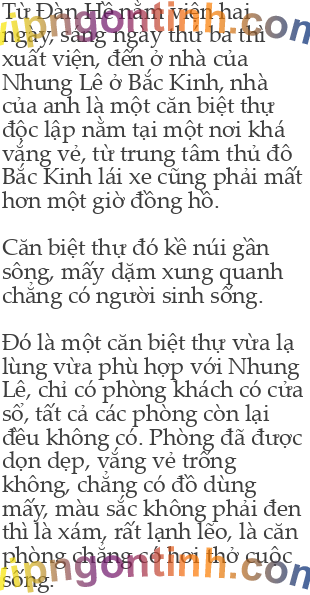 Từ Đàn Hề nằm viện hai
ngày, sang ngày thứ ba thì
xuất viện, đến ở nhà của
Nhung Lê ở Bắc Kinh, nhà
của anh là một căn biệt thự
độc lập nằm tại một nơi khá
vắng vẻ, từ trung tâm thủ đô
Bắc Kinh lái xe cũng phải mất
hơn một giờ đồng hồ.
Căn biệt thự đó kề núi gần
sông, mấy dặm xung quanh
chẳng có người sinh sống.
Đó là một căn biệt thự vừa lạ
lùng vừa phù hợp với Nhung
Lê, chỉ có phòng khách có cửa
sổ, tất cả các phòng còn lại
đều không có. Phòng đã được
dọn dẹp, vắng vẻ trống
không, chẳng có đồ dùng
mấy, màu sắc không phải đen
thì là xám, rất lạnh lẽo, là căn
phòng chẳng có hơi thở cuộc
sống.
vipngontinh.com
vipngontinh.com